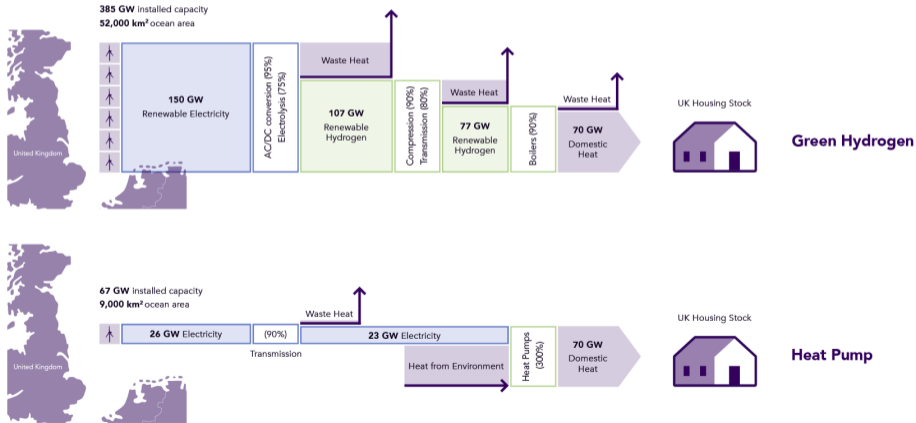 385 GW installed capacity
52,000 km² ocean area
United Kingdom
150 GW
Renewable Electricity
AC/DC conversion (95%)
Electrolysis (75%)
Waste Heat
107 GW
Renewable
Hydrogen
Compression (90%)
Transmission (80%)
Waste Heat
77 GW
Renewable
Hydrogen
Boilers (90%)
Waste Heat
70 GW
Domestic
Heat
UK Housing Stock
Green Hydrogen
67 GW installed capacity
9,000 km² ocean area
United Kingdom
26 GW Electricity
(90%)
Transmission
Waste Heat
23 GW Electricity
Heat from Environment
Heat Pumps
(300%)
70 GW
Domestic
Heat
UK Housing Stock
Heat Pump